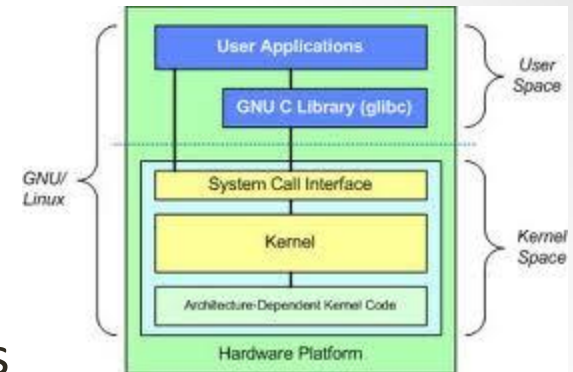 User Applications
User
Space
GNU C Library (glibc)
GNU/
Linux
System Call Interface
Kernel
Kernel
Space
Architecture-Dependent Kernel Code
Hardware Platform
s